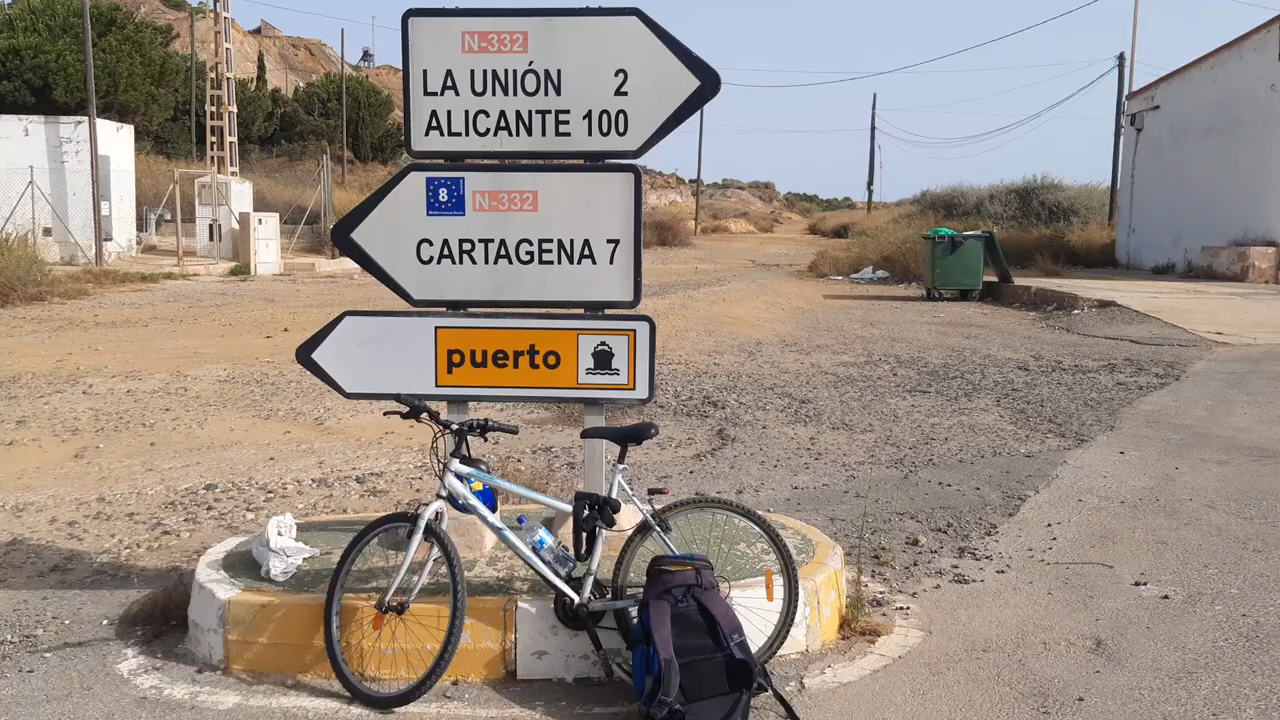 N-332
LA UNIÓN 2
ALICANTE 100
8 N-332
CARTAGENA 7
puerto